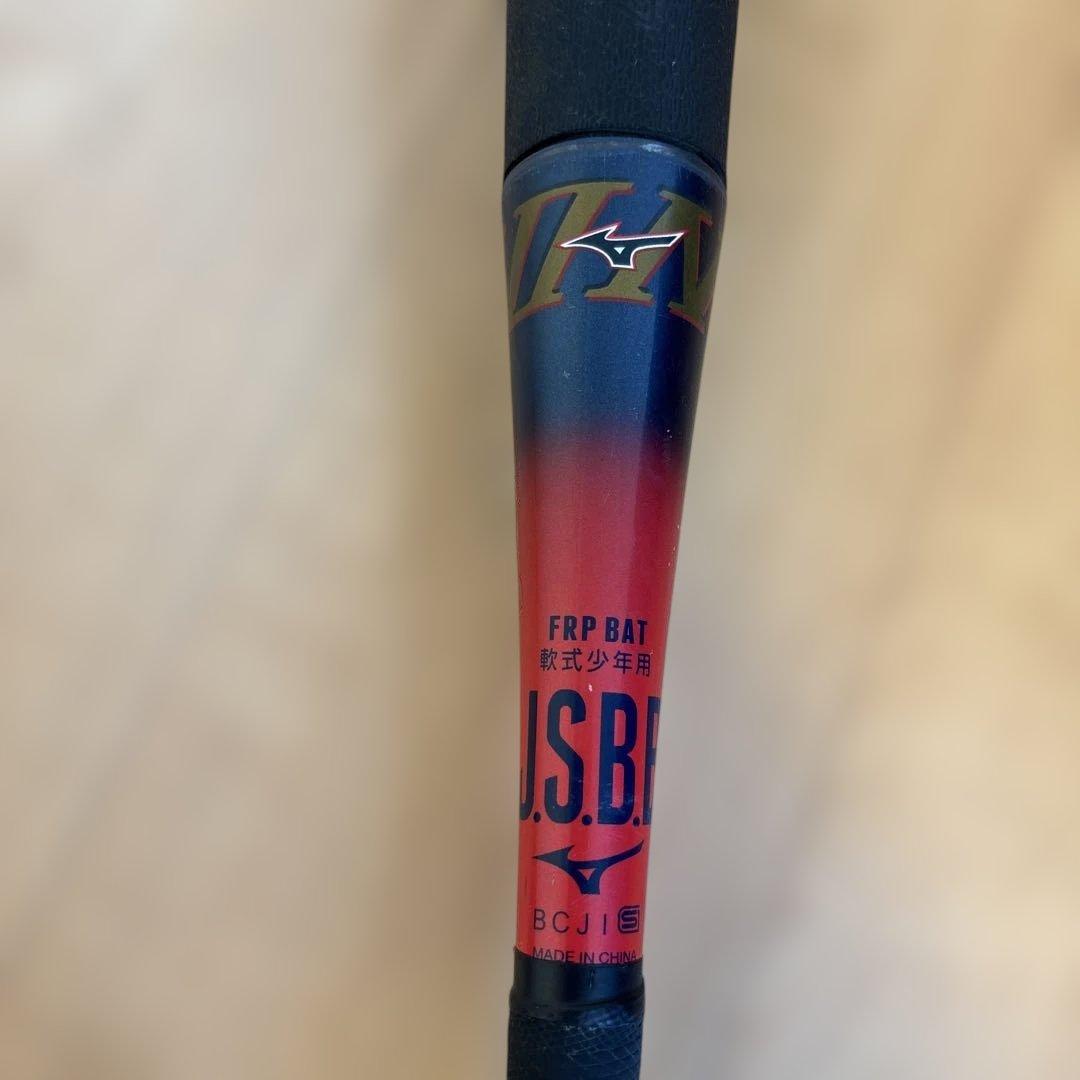 FRP BAT
軟式少年用
J.S.B.B
BCJI S
MADE IN CHINA